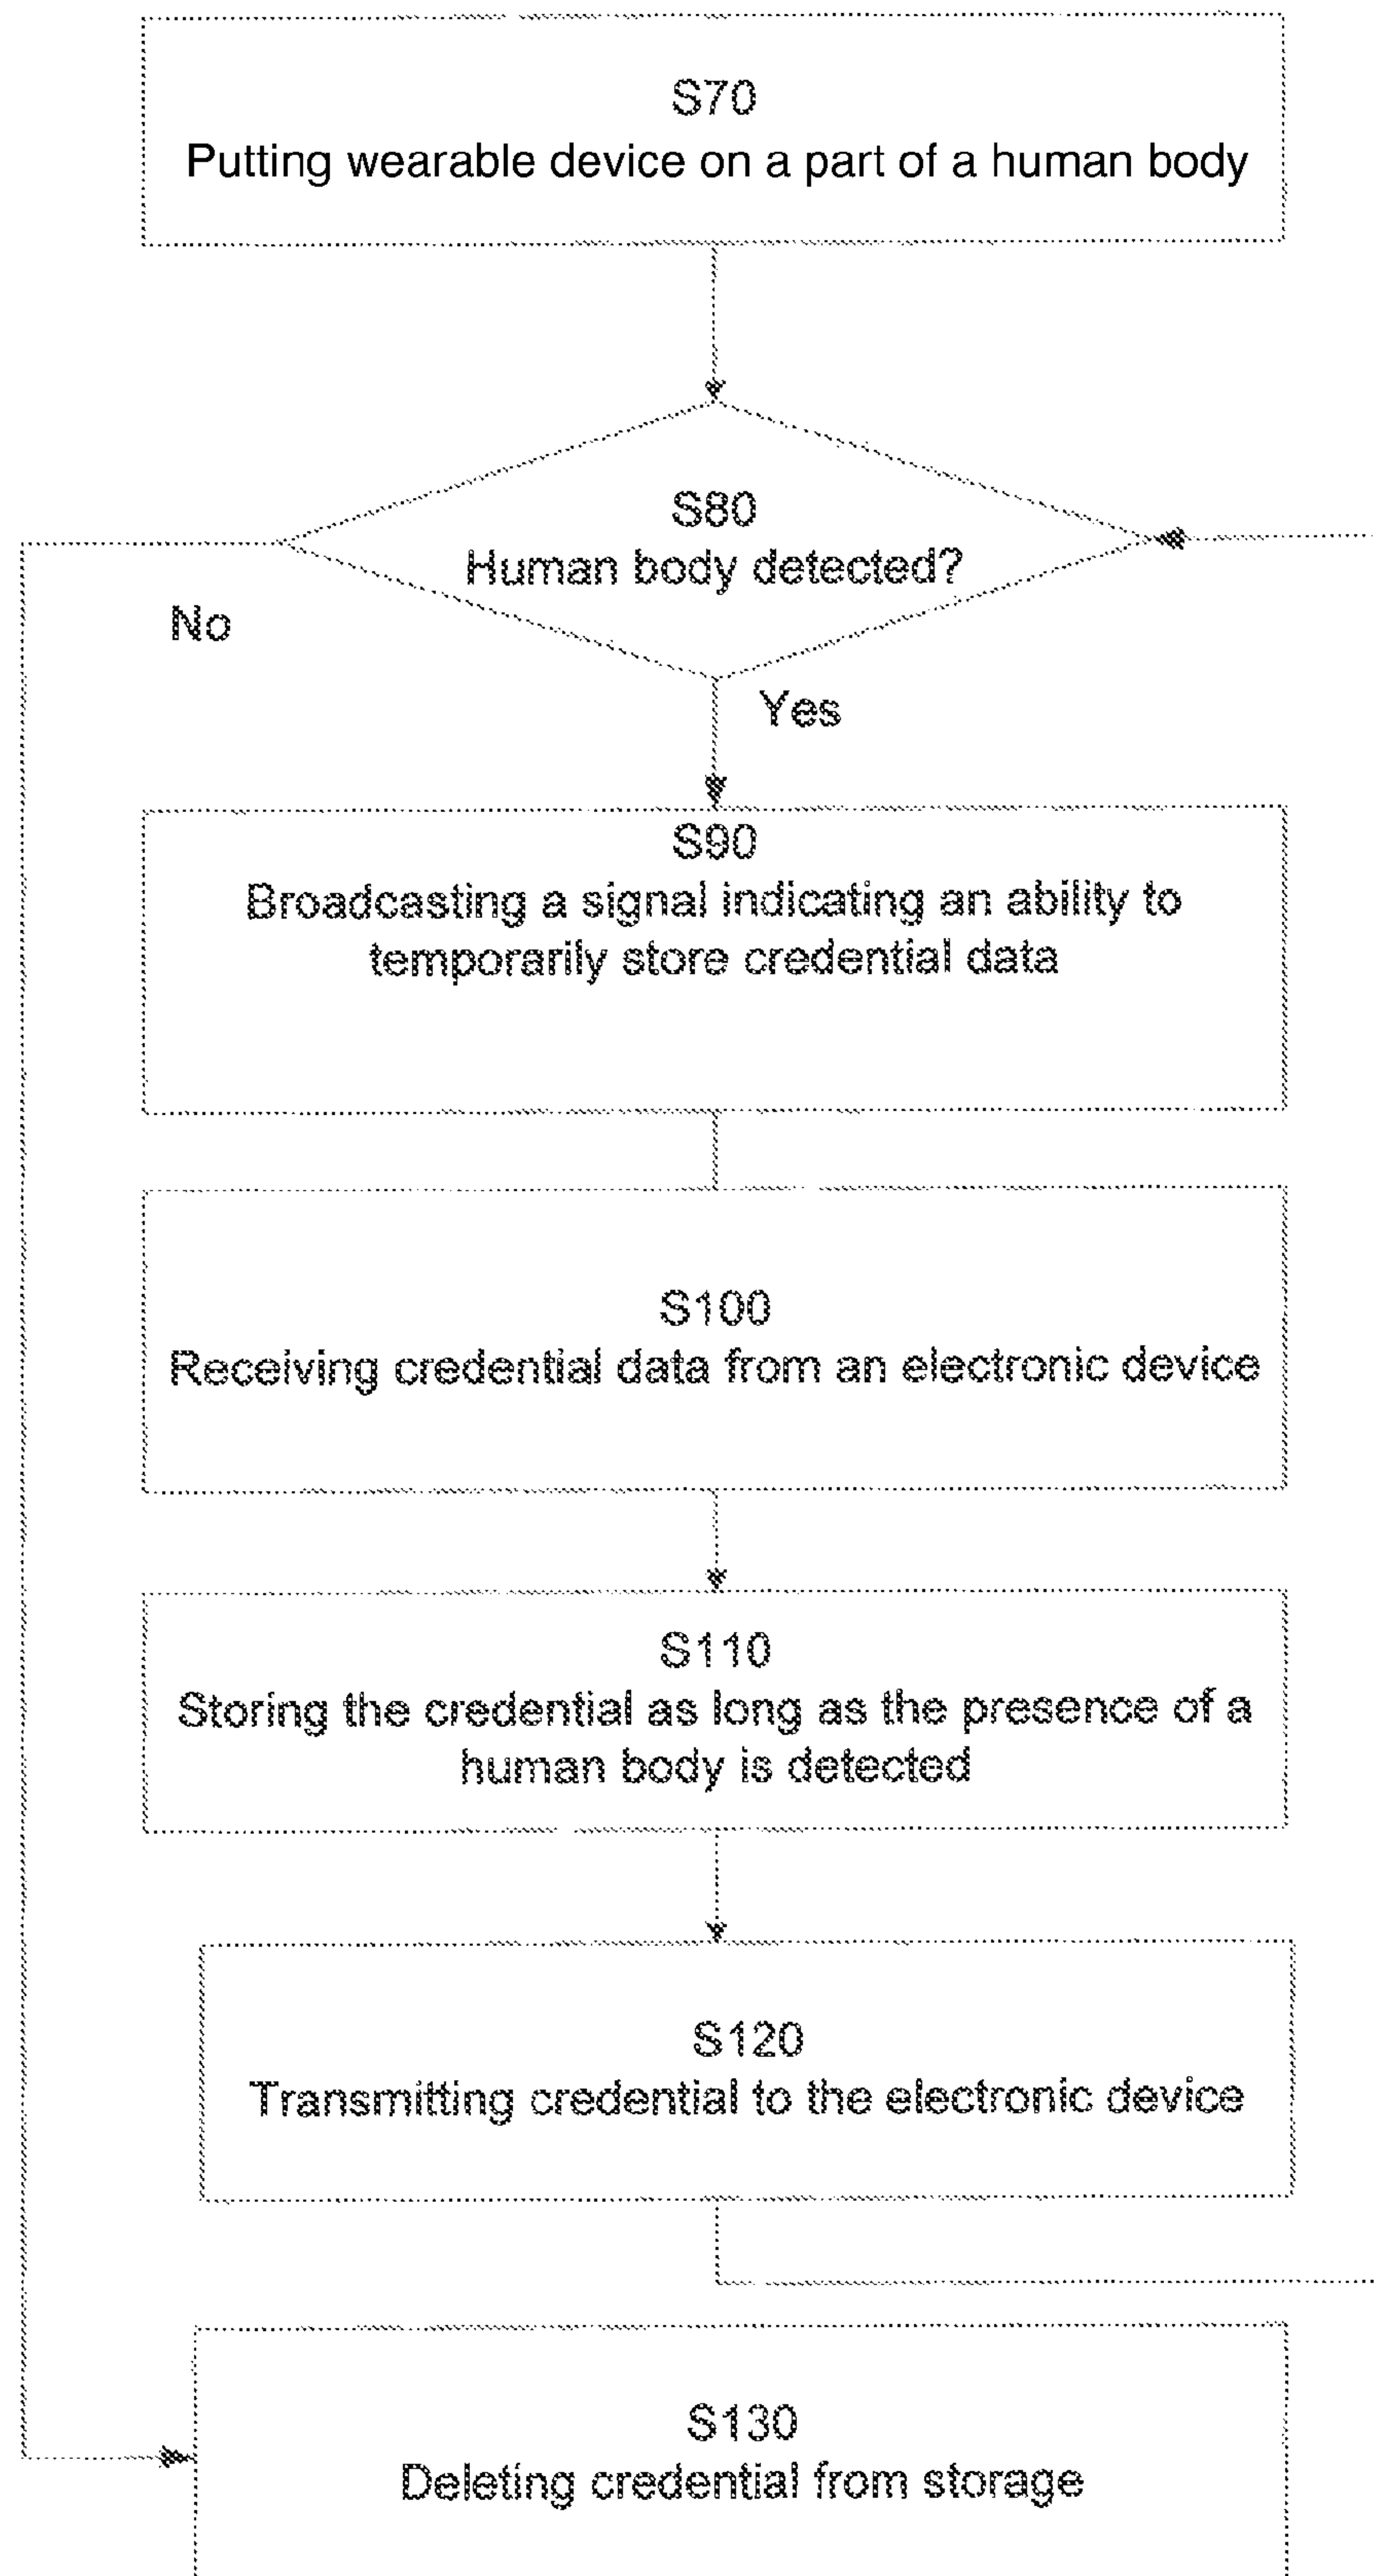 S70
Putting wearable device on a part of a human body
S80
Human body detected?
No
Yes
S90
Broadcasting a signal indicating an ability to
temporarily store credential data
S100
Receiving credential data from an electronic device
S110
Storing the credential as long as the presence of a
human body is detected
S120
Transmitting credential to the electronic device
S130
Deleting credential from storage